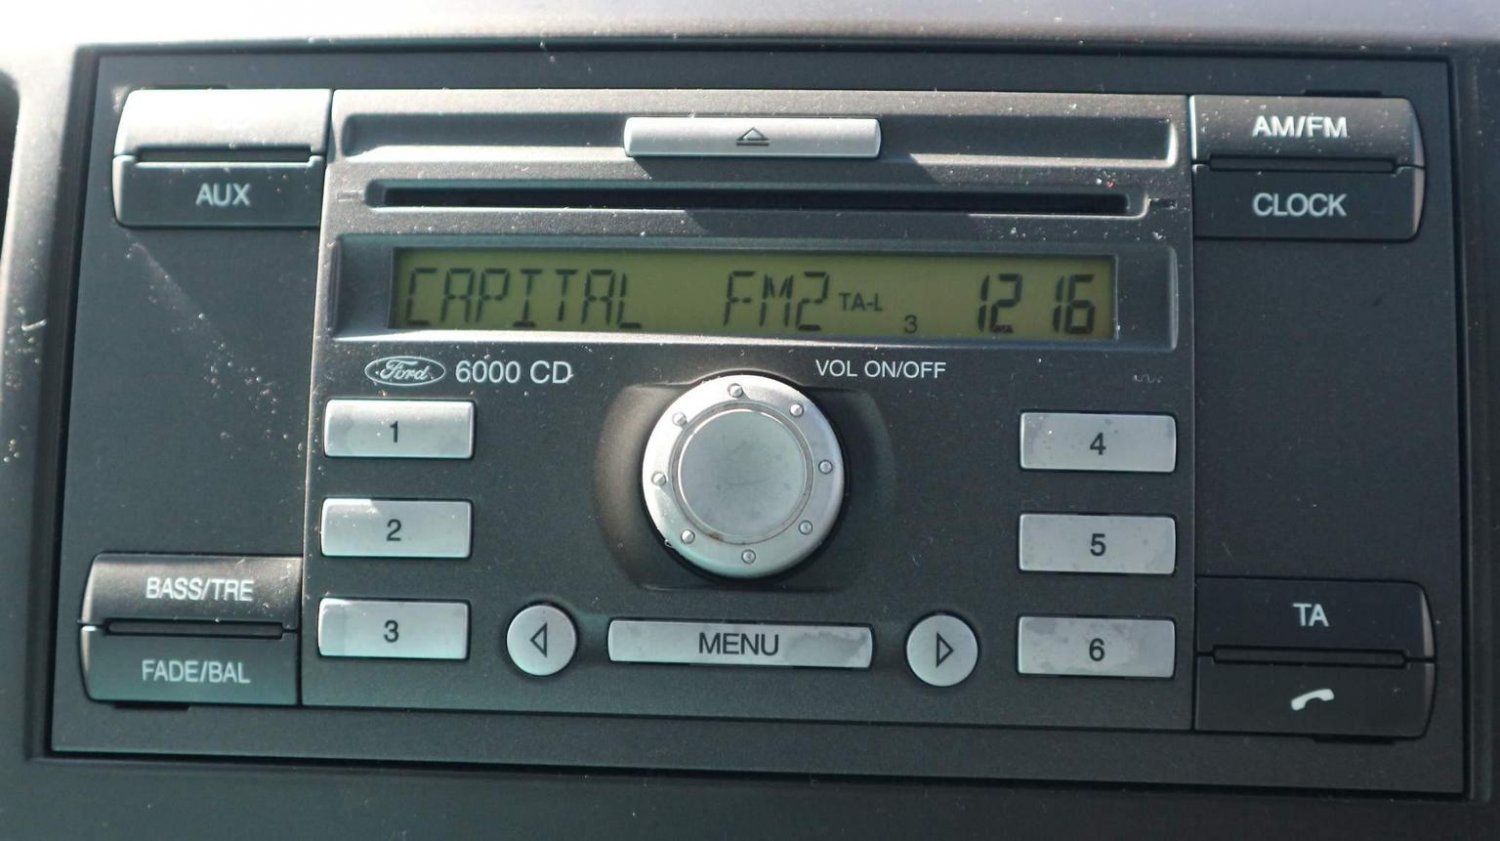 AM/FM
AUX
CLOCK
CAPITAL FM2 TA-L 3 12 16
Ford 6000 CD
VOL ON/OFF
1
4
2
5
BASS/TRE
3
MENU
6
TA
FADE/BAL